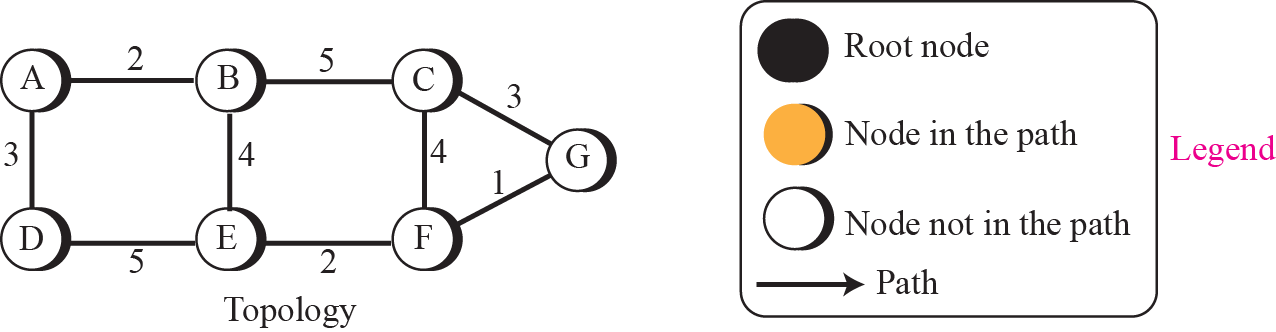 A 2 B 5 C
3 4 4 3 G
1
D 5 E 2 F
Topology
Root node
Node in the path
Node not in the path
Path
Legend